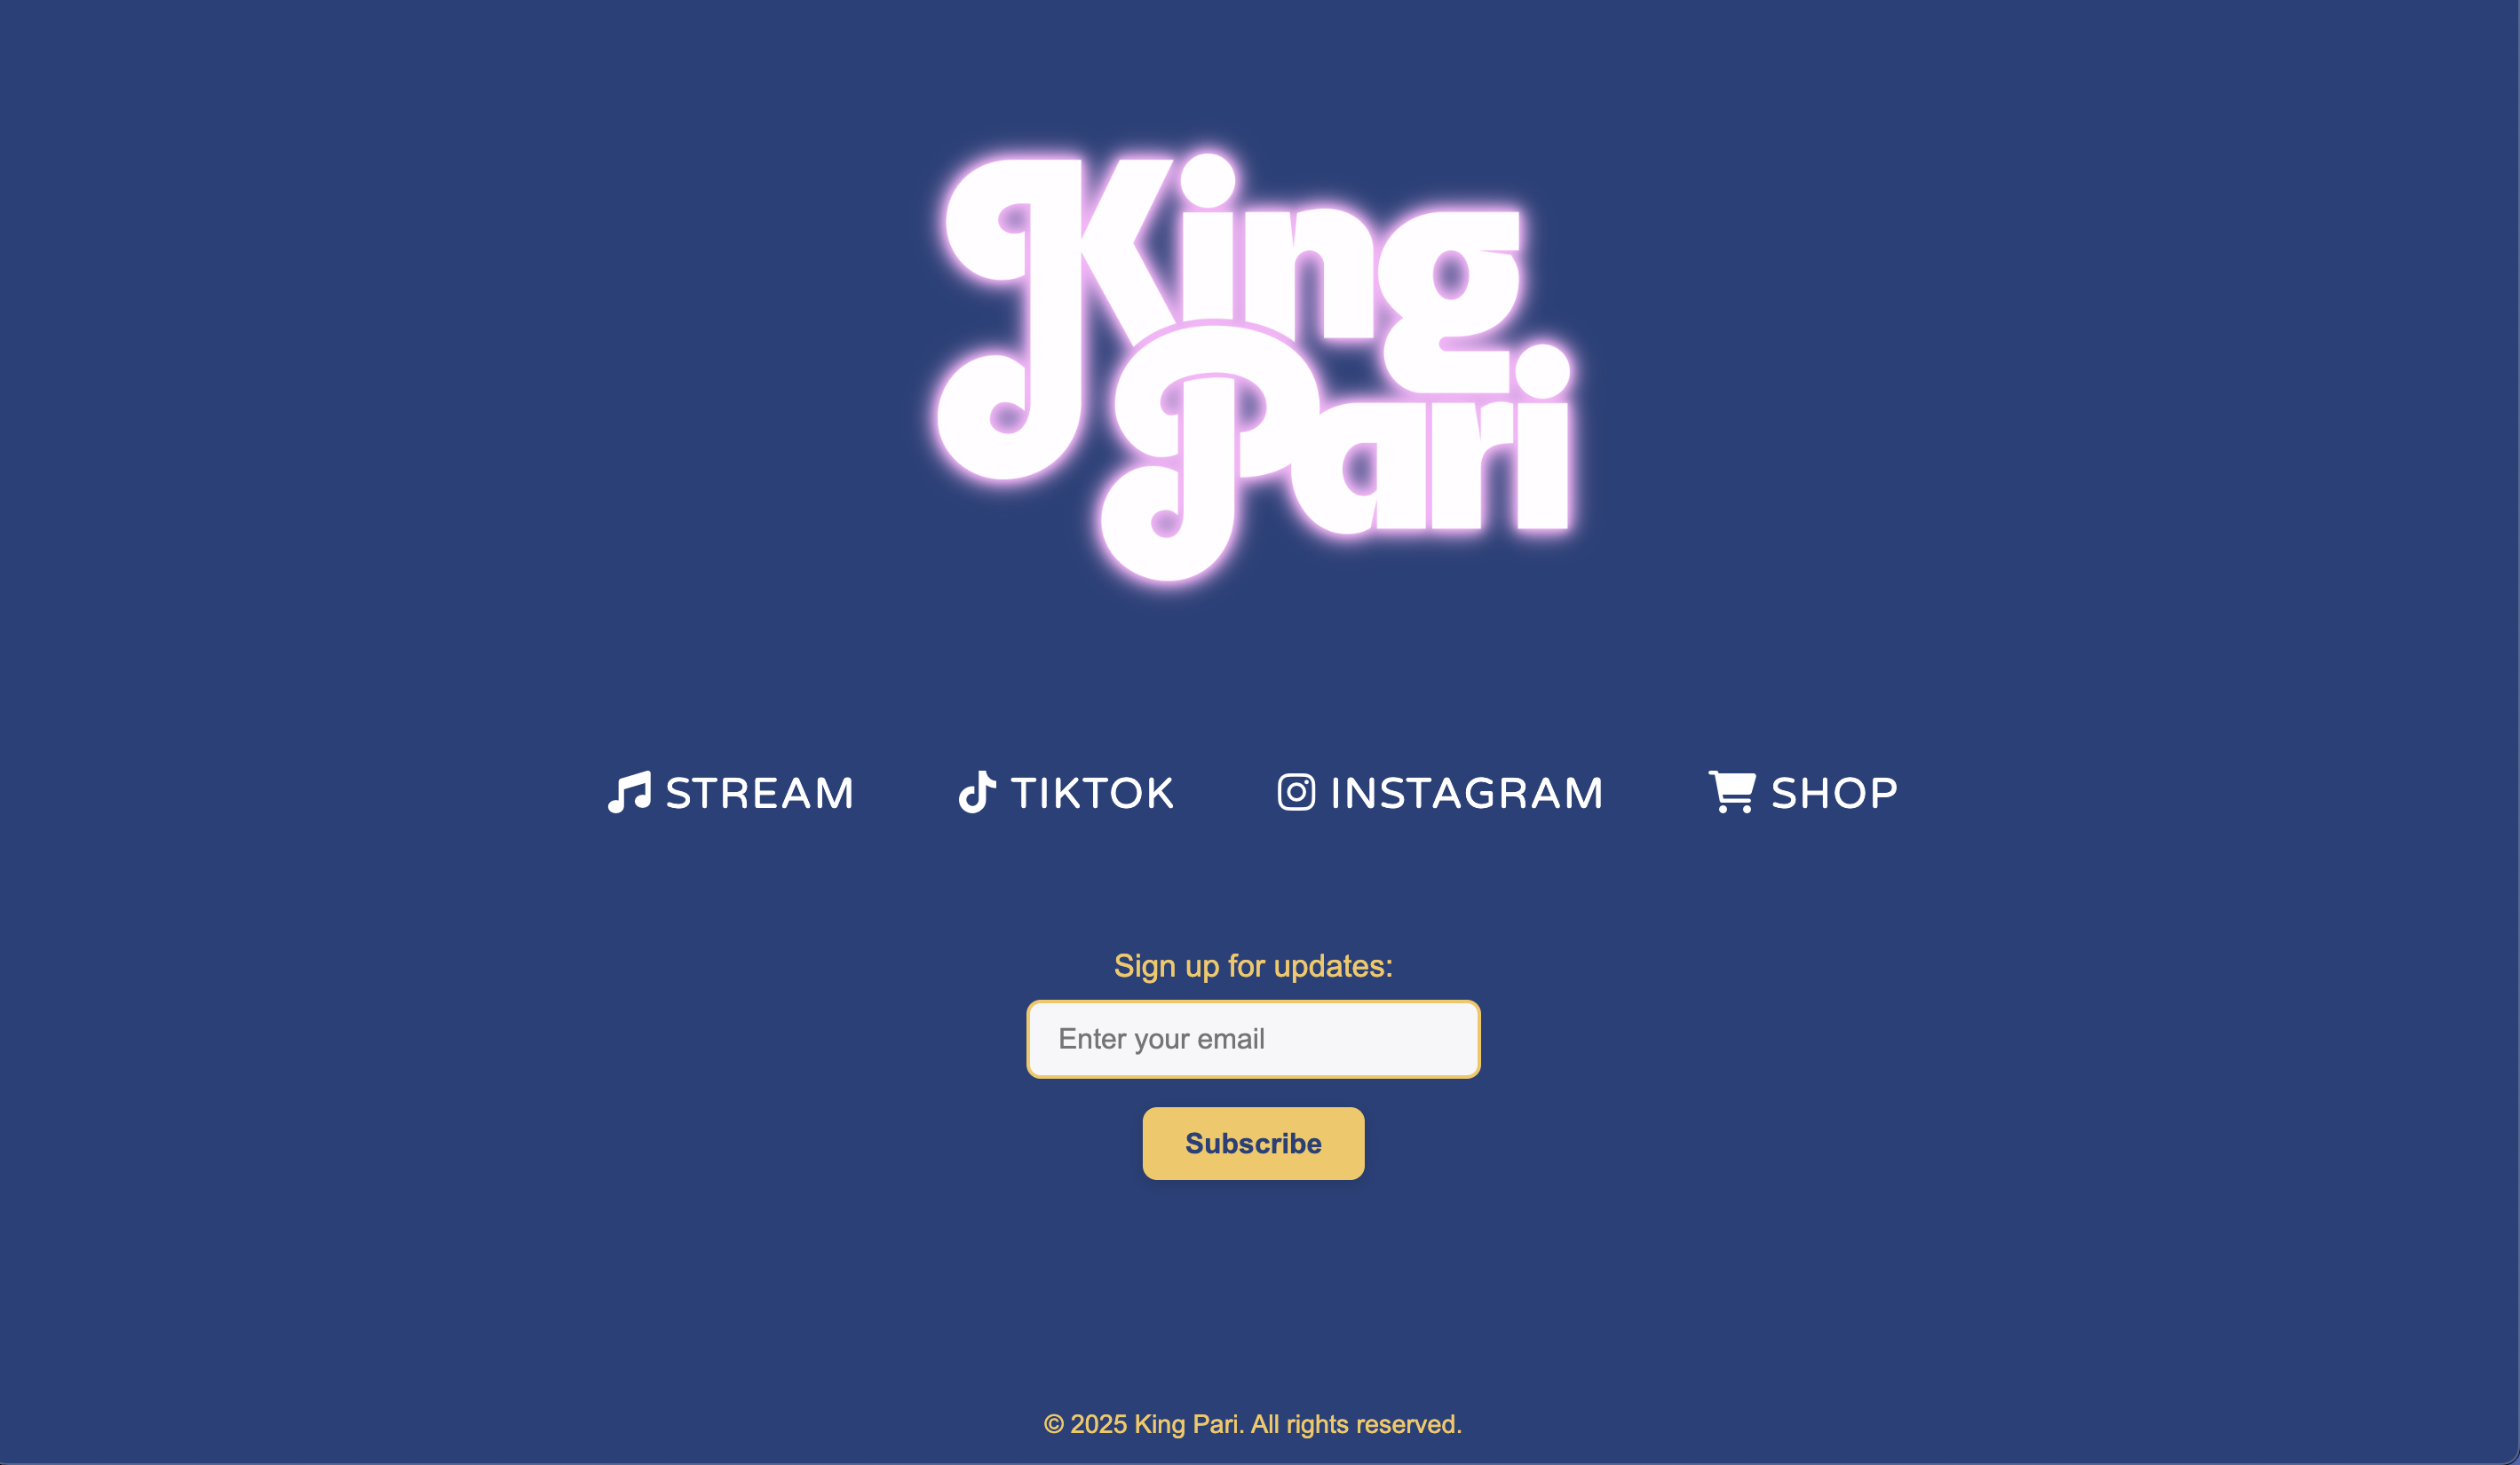 King
Pari
STREAM
TIKTOK
INSTAGRAM
SHOP
Sign up for updates:
Enter your email
Subscribe
© 2025 King Pari. All rights reserved.